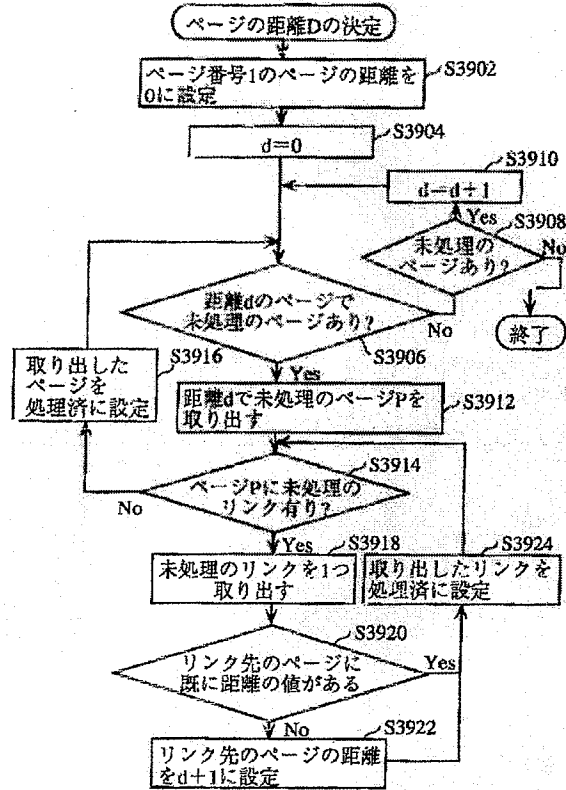 ページの距離Dの決定
ページ番号1のページの距離を
0に設定
S3902
S3904
d=0
S3910
d=d+1
Yes
S3908
未処理の
ページあり?
No
終了
距離dのページで
未処理のページあり?
No
S3906
Yes
S3916
取り出した
ページを
処理済に設定
距離dで未処理のページPを
取り出す
S3912
S3914
ページPに未処理の
リンク有り?
No
Yes
S3918
未処理のリンクを1つ
取り出す
S3924
取り出したリンクを
処理済に設定
S3920
リンク先のページに
既に距離の値がある
Yes
No
S3922
リンク先のページの距離
をd+1に設定